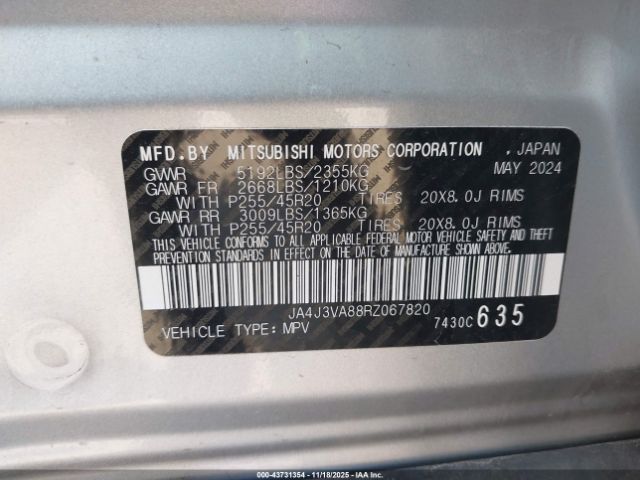 MFD. BY MITSUBISHI MOTORS CORPORATION . JAPAN
GVWR 5192LBS/2355KG MAY 2024
GAWR FR 2668LBS/1210KG
WITH P255/45R20 TIRES 20X8.0J RIMS
GAWR RR 3009LBS/1365KG
WITH P255/45R20 TIRES 20X8.0J RIMS
THIS VEHICLE CONFORMS TO ALL APPLICABLE FEDERAL MOTOR VEHICLE SAFETY AND THEFT
PREVENTION STANDARDS IN EFFECT ON THE DATE OF MANUFACTURE SHOWN ABOVE.
JA4J3VA88RZ067820
VEHICLE TYPE: MPV 7430C 635
000-43731354 | 11/18/2025 | IAAI, Inc.